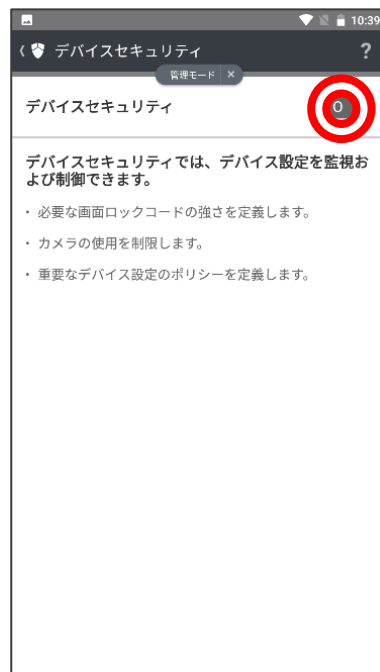 10:39
デバイスセキュリティ ?
管理モード ×
デバイスセキュリティ
デバイスセキュリティでは、デバイス設定を監視お
よび制御できます。
・ 必要な画面ロックコードの強さを定義します。
・ カメラの使用を制限します。
・ 重要なデバイス設定のポリシーを定義します。